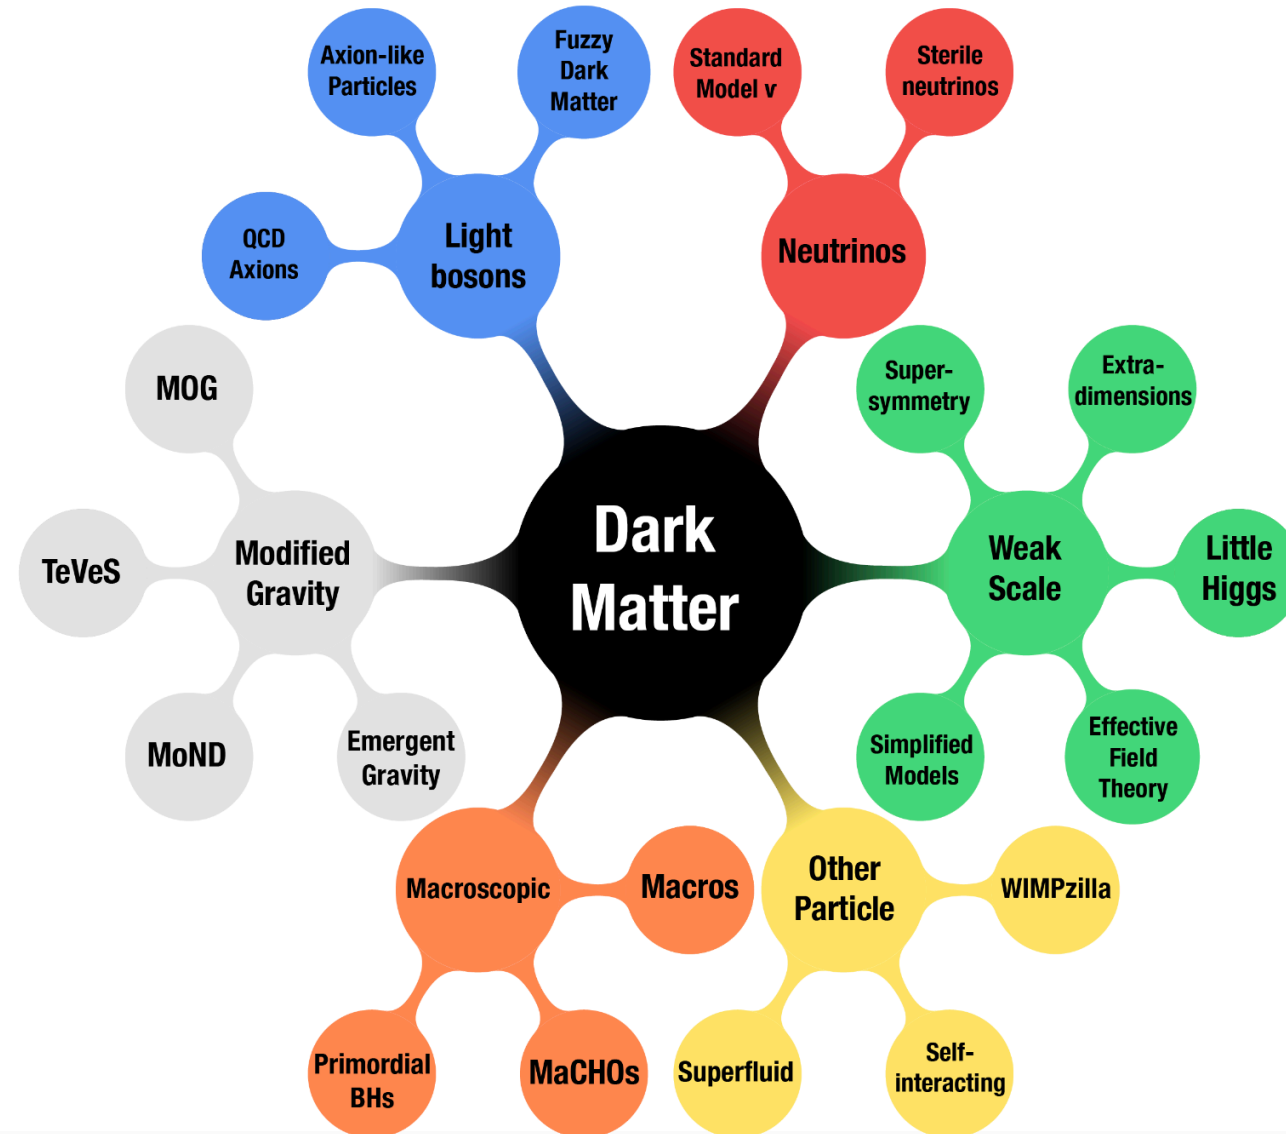 Axion-like
Particles
Fuzzy
Dark
Matter
Standard
Model ν
Sterile
neutrinos
QCD
Axions
Light
bosons
Neutrinos
MOG
Super-
symmetry
Extra-
dimensions
TeVeS
Modified
Gravity
Dark
Matter
Weak
Scale
Little
Higgs
MoND
Emergent
Gravity
Simplified
Models
Effective
Field
Theory
Macroscopic
Macros
Other
Particle
WIMPzilla
Primordial
BHs
MaCHOs
Superfluid
Self-
interacting